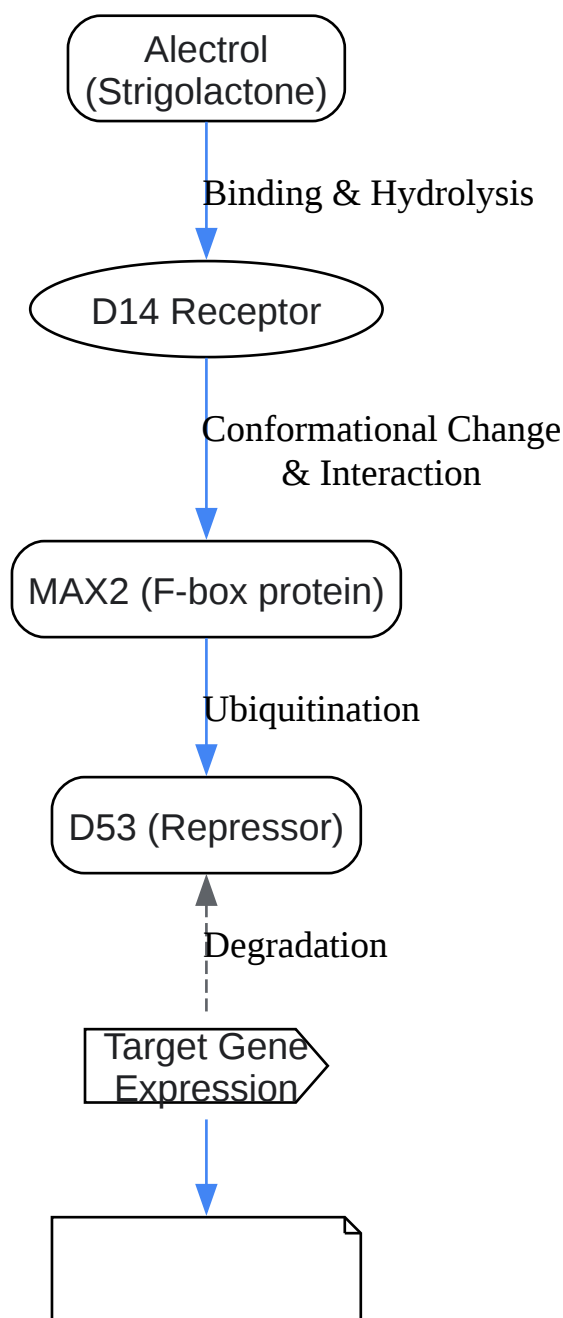 Alectrol
(Strigolactone)
Binding & Hydrolysis
D14 Receptor
Conformational Change
& Interaction
MAX2 (F-box protein)
Ubiquitination
D53 (Repressor)
Degradation
Target Gene
Expression